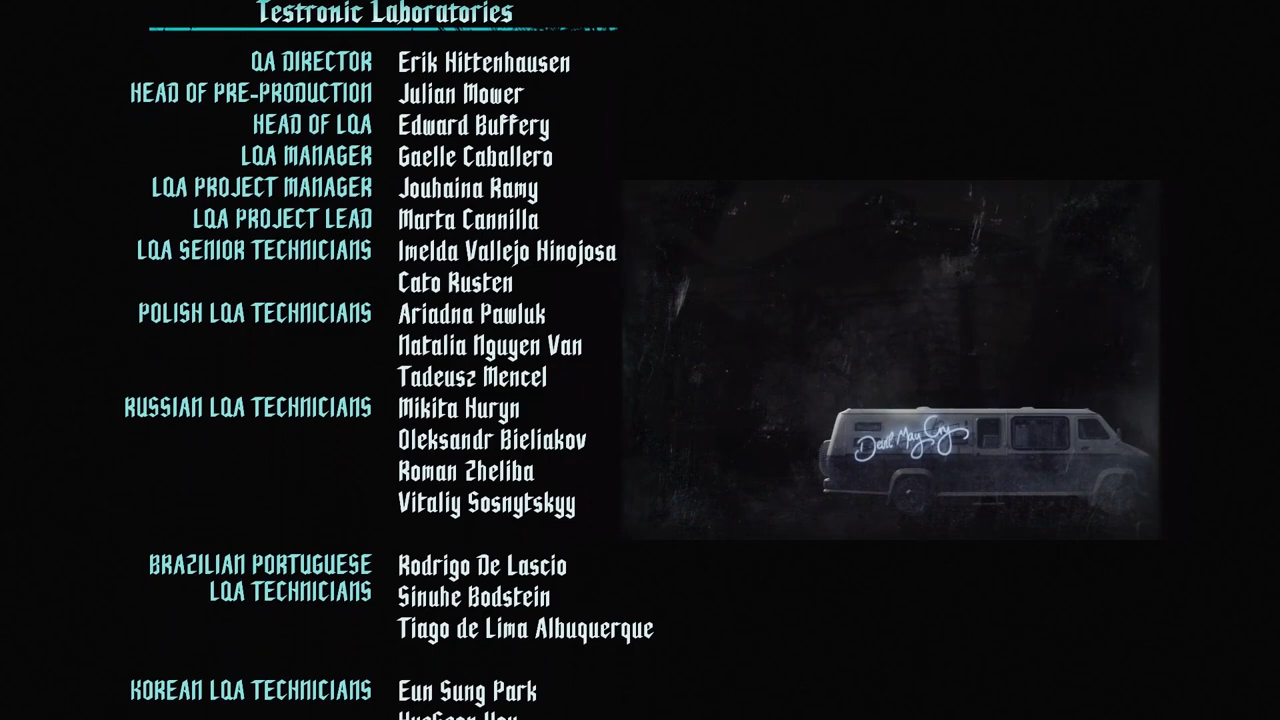 Testronic Laboratories
QA DIRECTOR Erik Hittenhausen
HEAD OF PRE-PRODUCTION Julian Mower
HEAD OF LQA Edward Buffery
LQA MANAGER Gaelle Caballero
LQA PROJECT MANAGER Jouhaina Ramy
LQA PROJECT LEAD Marta Cannilla
LQA SENIOR TECHNICIANS Imelda Vallejo Hinojosa
Cato Rusten
POLISH LQA TECHNICIANS Ariadna Pawluk
Natalia Nguyen Van
Tadeusz Mencel
RUSSIAN LQA TECHNICIANS Mikita Huryn
Oleksandr Bieliakov
Roman Zheliba
Vitaliy Sosnytskyy
Devil May Cry
BRAZILIAN PORTUGUESE Rodrigo De Lascio
LQA TECHNICIANS Sinuhe Bodstein
Tiago de Lima Albuquerque
KOREAN LQA TECHNICIANS Eun Sung Park